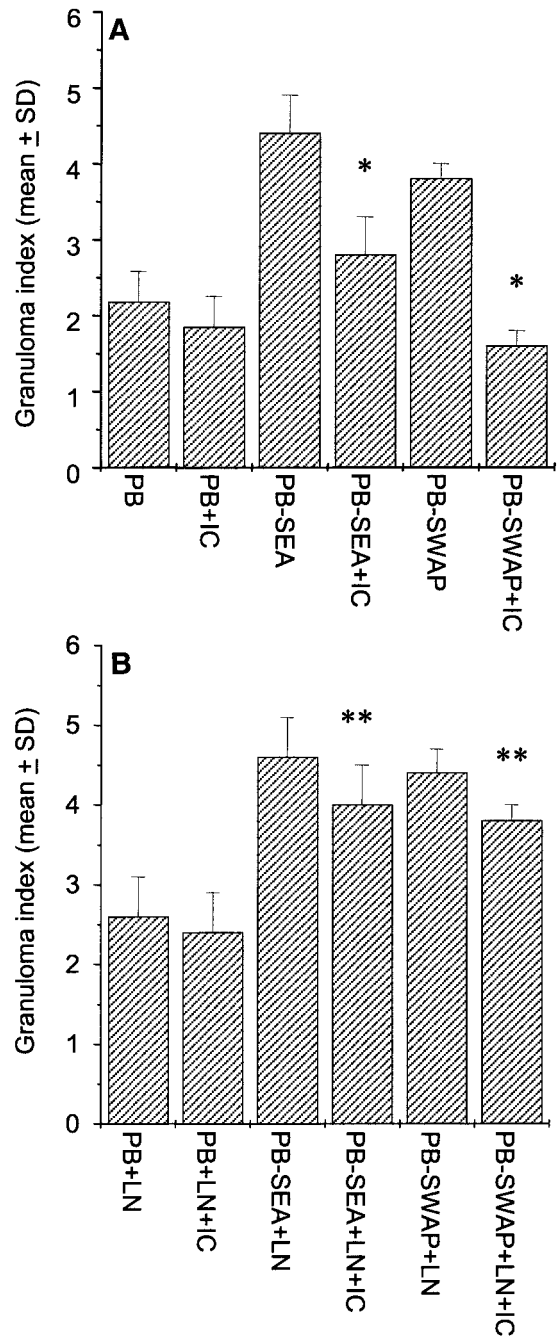 A
Granuloma index (mean ± SD)
6
5
4
3
2
1
0
*
*
PB
PB+IC
PB-SEA
PB-SEA+IC
PB-SWAP
PB-SWAP+IC
B
Granuloma index (mean ± SD)
6
5
4
3
2
1
0
**
**
PB+LN
PB+LN+IC
PB-SEA+LN
PB-SEA+LN+IC
PB-SWAP+LN
PB-SWAP+LN+IC